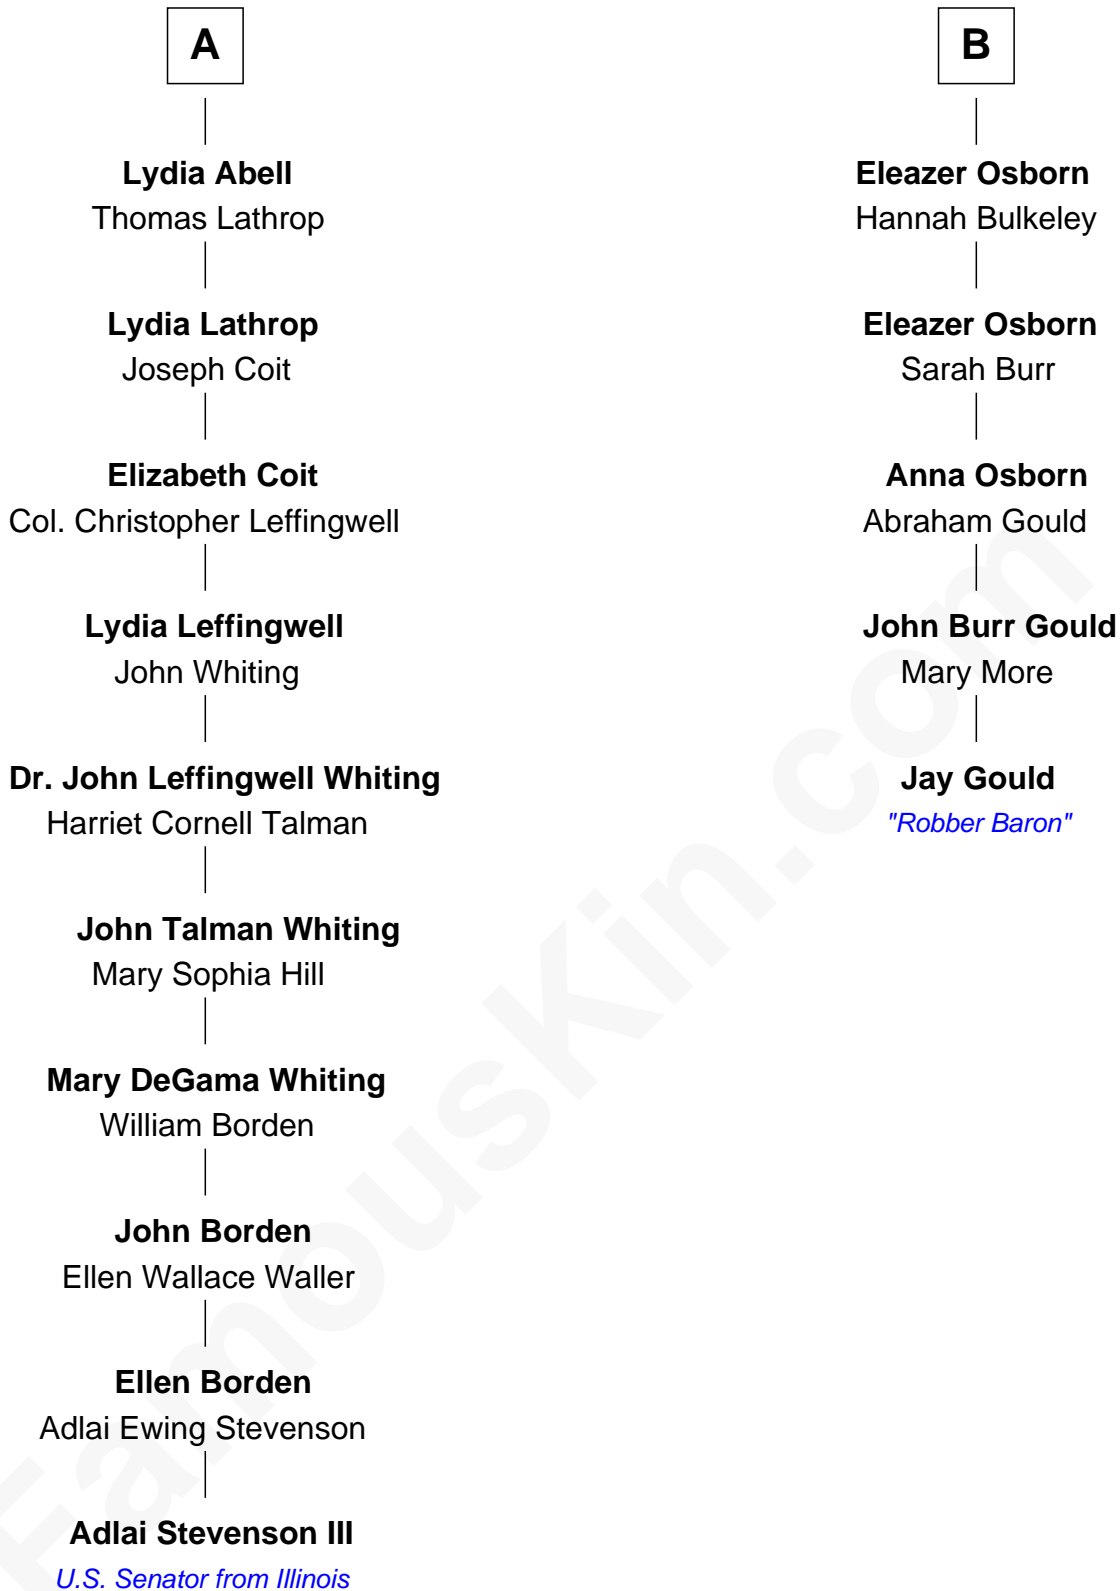 A
Lydia Abell
Thomas Lathrop
Lydia Lathrop
Joseph Coit
Elizabeth Coit
Col. Christopher Leffingwell
Lydia Leffingwell
John Whiting
Dr. John Leffingwell Whiting
Harriet Cornell Talman
John Talman Whiting
Mary Sophia Hill
Mary DeGama Whiting
William Borden
John Borden
Ellen Wallace Waller
Ellen Borden
Adlai Ewing Stevenson
Adlai Stevenson III
U.S. Senator from Illinois
B
Eleazer Osborn
Hannah Bulkeley
Eleazer Osborn
Sarah Burr
Anna Osborn
Abraham Gould
John Burr Gould
Mary More
Jay Gould
"Robber Baron"
FamousKin.com